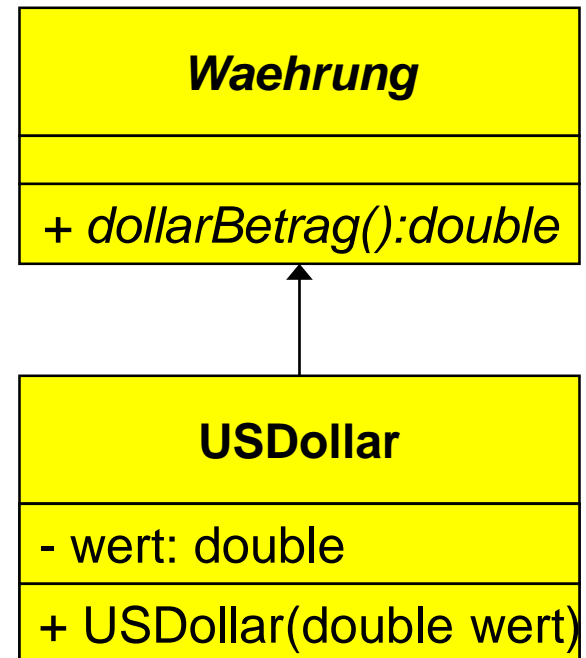 Waehrung
+ dollarBetrag():double
USDollar
- wert: double
+ USDollar(double wert)